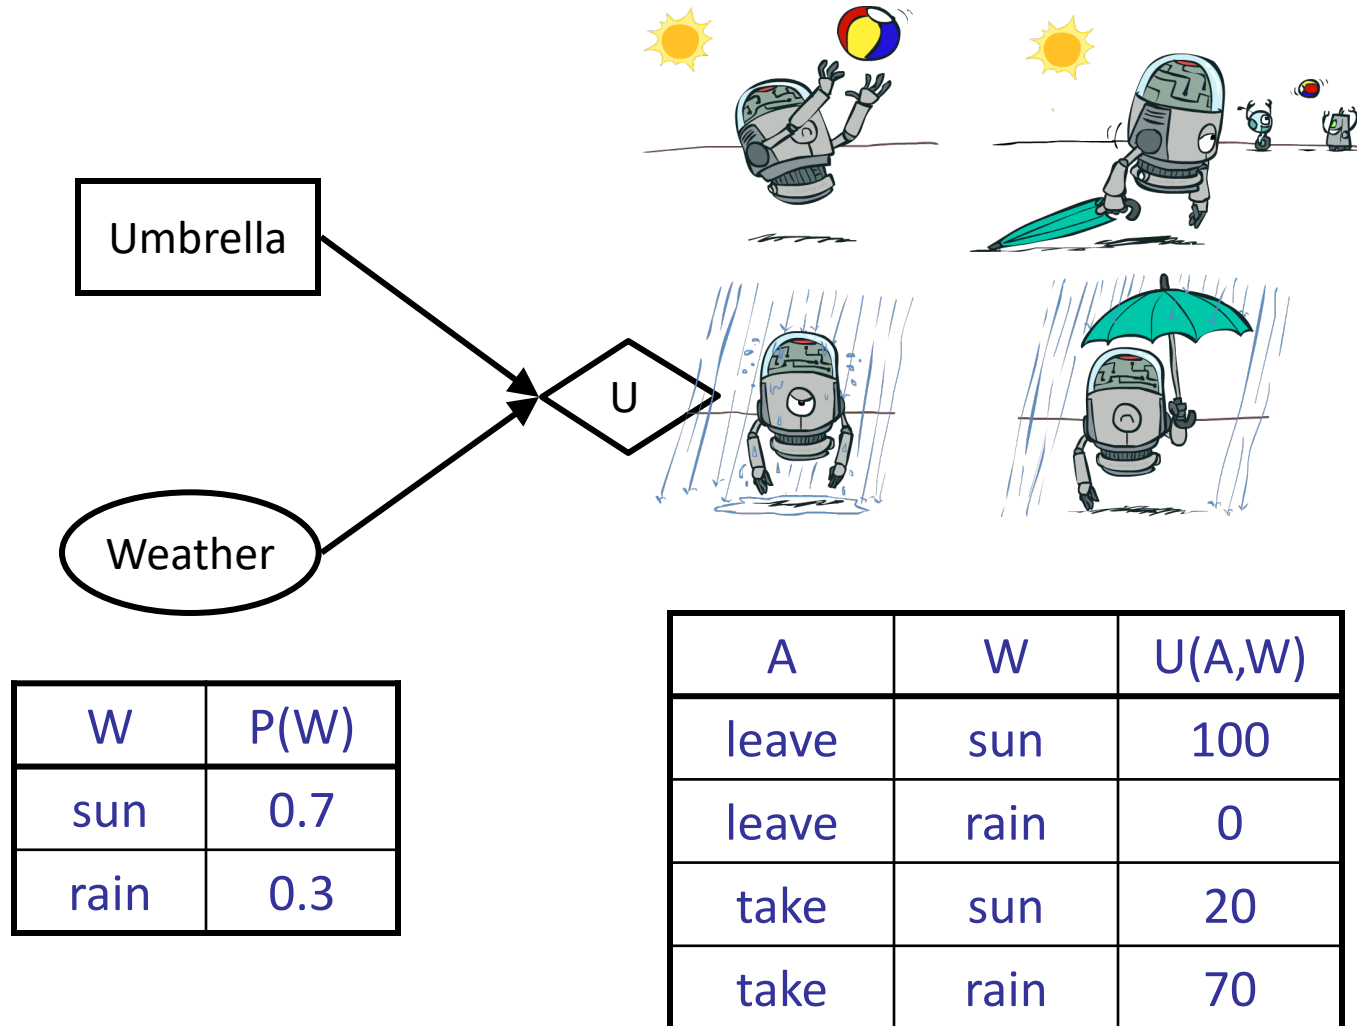 Umbrella
U
Weather
W P(W)
sun 0.7
rain 0.3
A W U(A,W)
leave sun 100
leave rain 0
take sun 20
take rain 70